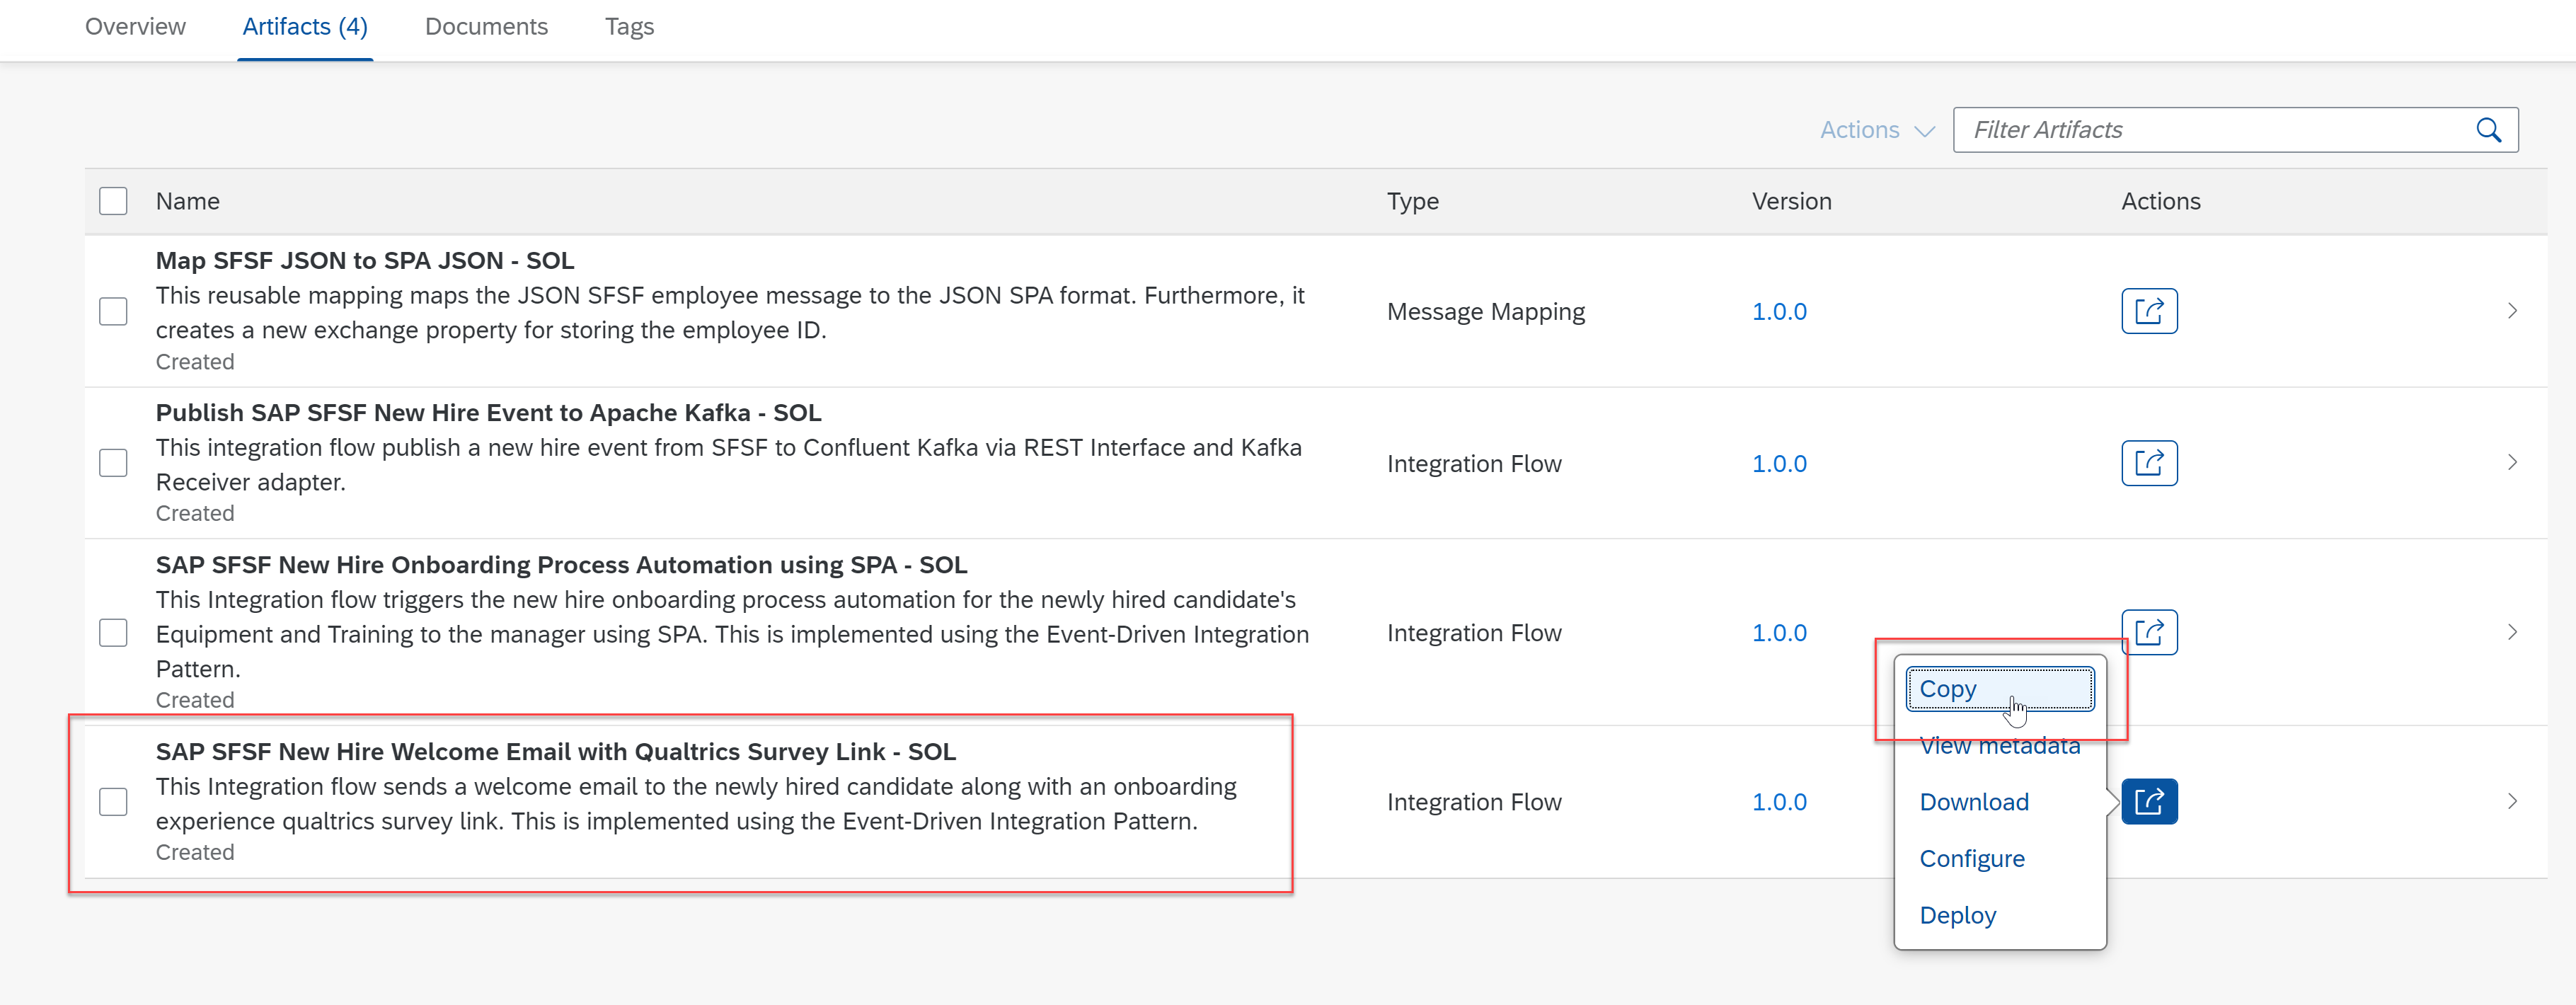 Overview Artifacts (4) Documents Tags
Actions Filter Artifacts
Name Type Version Actions
Map SFSF JSON to SPA JSON - SOL
This reusable mapping maps the JSON SFSF employee message to the JSON SPA format. Furthermore, it
creates a new exchange property for storing the employee ID.
Created
Message Mapping 1.0.0
Publish SAP SFSF New Hire Event to Apache Kafka - SOL
This integration flow publish a new hire event from SFSF to Confluent Kafka via REST Interface and Kafka
Receiver adapter.
Created
Integration Flow 1.0.0
SAP SFSF New Hire Onboarding Process Automation using SPA - SOL
This Integration flow triggers the new hire onboarding process automation for the newly hired candidate's
Equipment and Training to the manager using SPA. This is implemented using the Event-Driven Integration
Pattern.
Created
Integration Flow 1.0.0
SAP SFSF New Hire Welcome Email with Qualtrics Survey Link - SOL
This Integration flow sends a welcome email to the newly hired candidate along with an onboarding
experience qualtrics survey link. This is implemented using the Event-Driven Integration Pattern.
Created
Integration Flow 1.0.0
Copy
View metadata
Download
Configure
Deploy